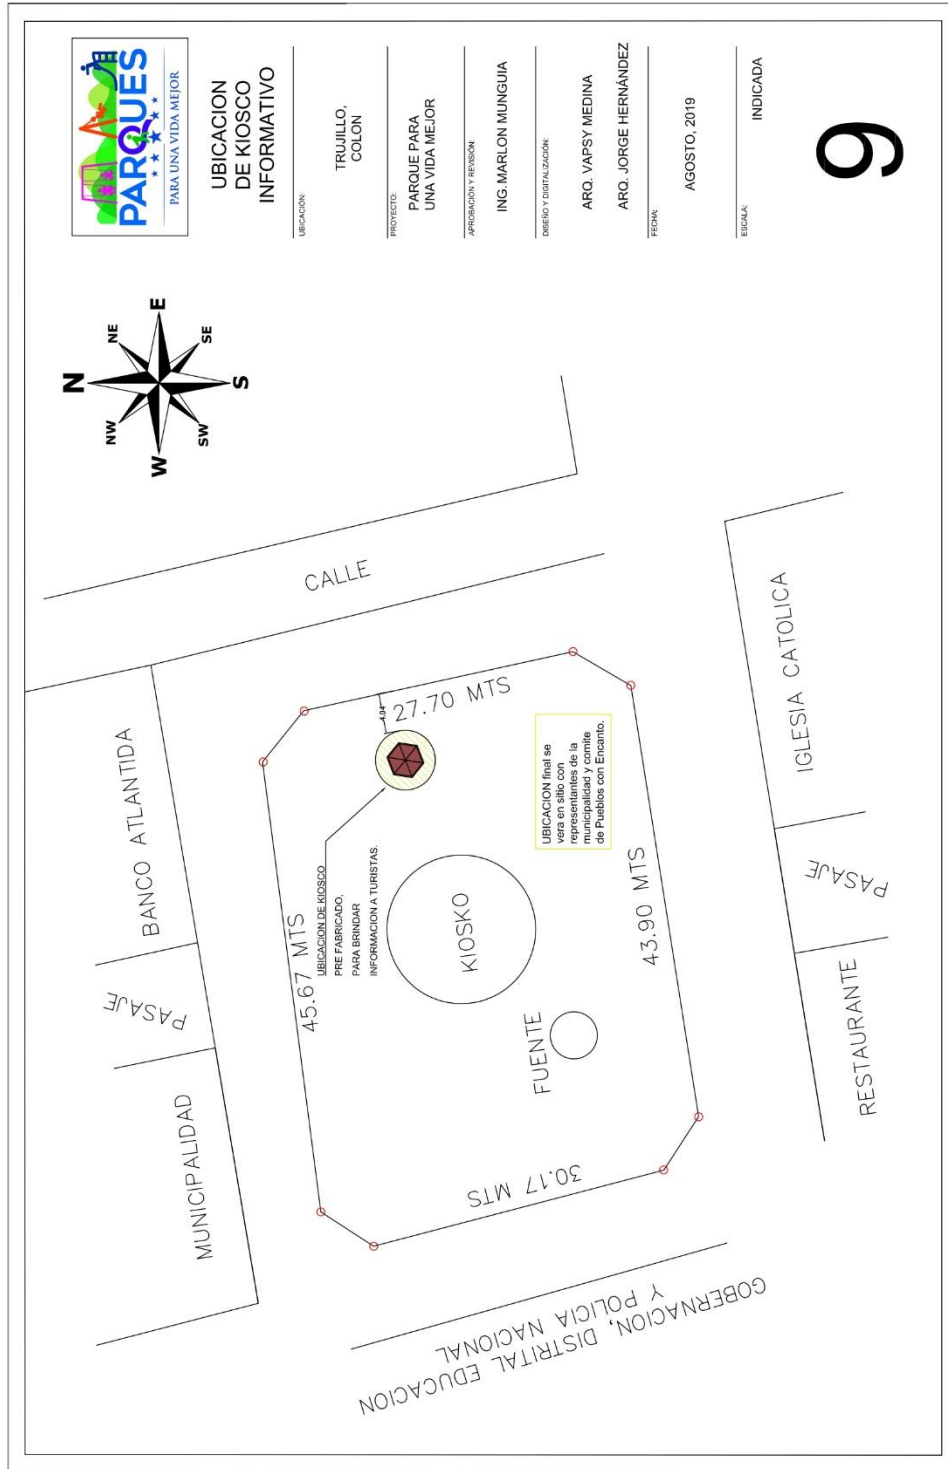 PARQUES
PARA UNA VIDA MEJOR
UBICACION
DE KIOSCO
INFORMATIVO
UBICACIÓN:
TRUJILLO,
COLON
PROYECTO:
PARQUE PARA
UNA VIDA MEJOR
APROBACIÓN Y REVISIÓN:
ING. MARLON MUNGUIA
DISEÑO Y DIGITALIZACIÓN:
ARQ. VAPSY MEDINA
ARQ. JORGE HERNÁNDEZ
FECHA:
AGOSTO, 2019
ESCALA:
INDICADA
9
N
NE
E
SE
S
SW
W
NW
CALLE
BANCO ATLANTIDA
PASAJE
MUNICIPALIDAD
45.67 MTS
27.70 MTS
4.04
UBICACION DE KIOSCO
PRE FABRICADO,
PARA BRINDAR
INFORMACION A TURISTAS.
KIOSKO
FUENTE
UBICACION final se
vera en sitio con
representantes de la
municipalidad y comite
de Pueblos con Encanto.
43.90 MTS
30.17 MTS
IGLESIA CATOLICA
PASAJE
RESTAURANTE
GOBERNACION, DISTRITAL EDUCACION
Y POLICIA NACIONAL